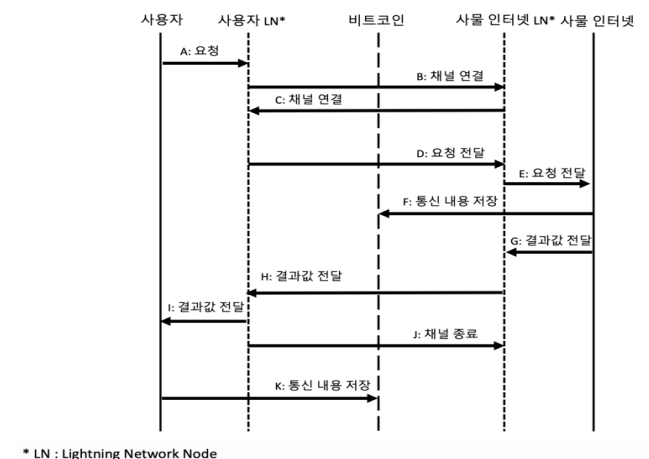 사용자 사용자 LN* 비트코인 사물 인터넷 LN* 사물 인터넷
A: 요청
B: 채널 연결
C: 채널 연결
D: 요청 전달
E: 요청 전달
F: 통신 내용 저장
G: 결과값 전달
H: 결과값 전달
I: 결과값 전달
J: 채널 종료
K: 통신 내용 저장
* LN : Lightning Network Node